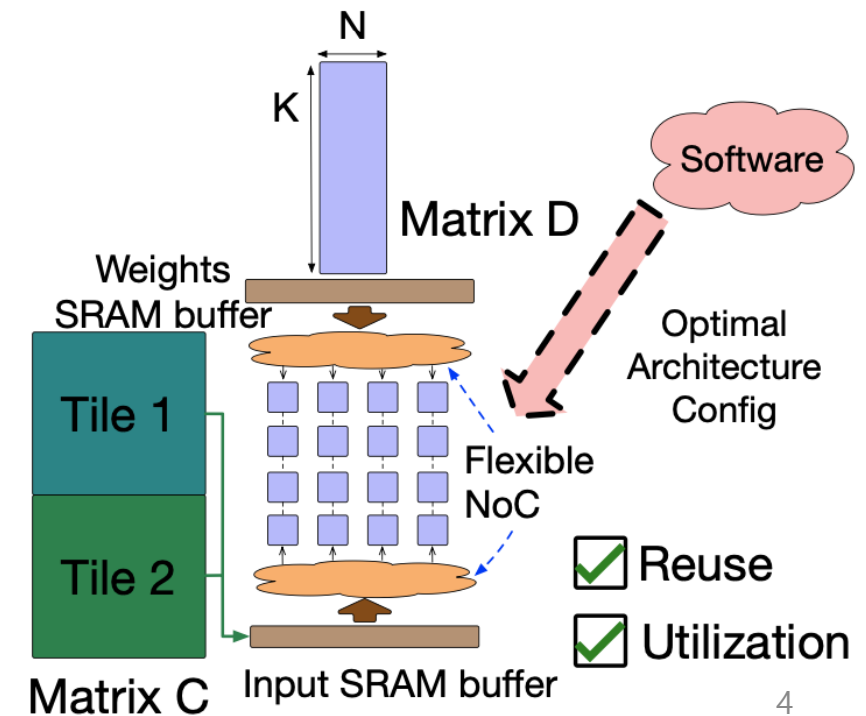 N
K
Software
Matrix D
Weights
SRAM buffer
Optimal
Architecture
Config
Tile 1
Flexible
NoC
Tile 2
Reuse
Utilization
Input SRAM buffer
Matrix C
4